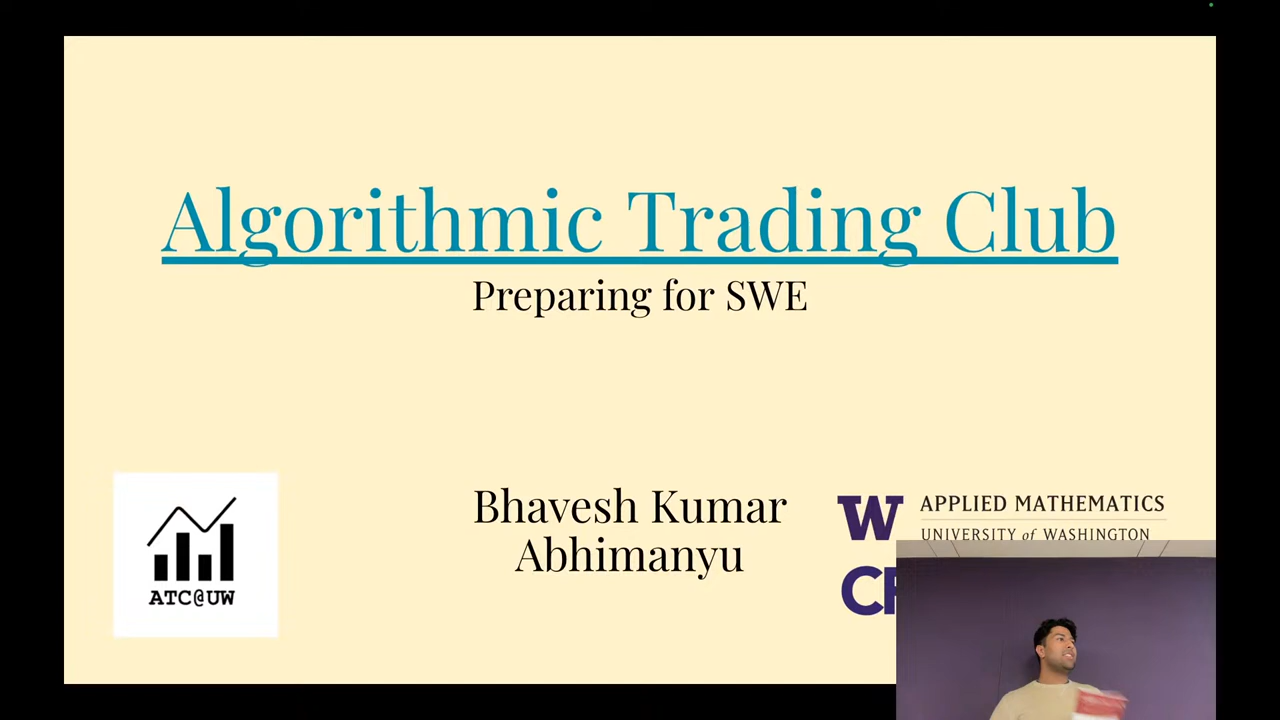 Algorithmic Trading Club
Preparing for SWE
Bhavesh Kumar
Abhimanyu
ATC@UW
W APPLIED MATHEMATICS
UNIVERSITY of WASHINGTON